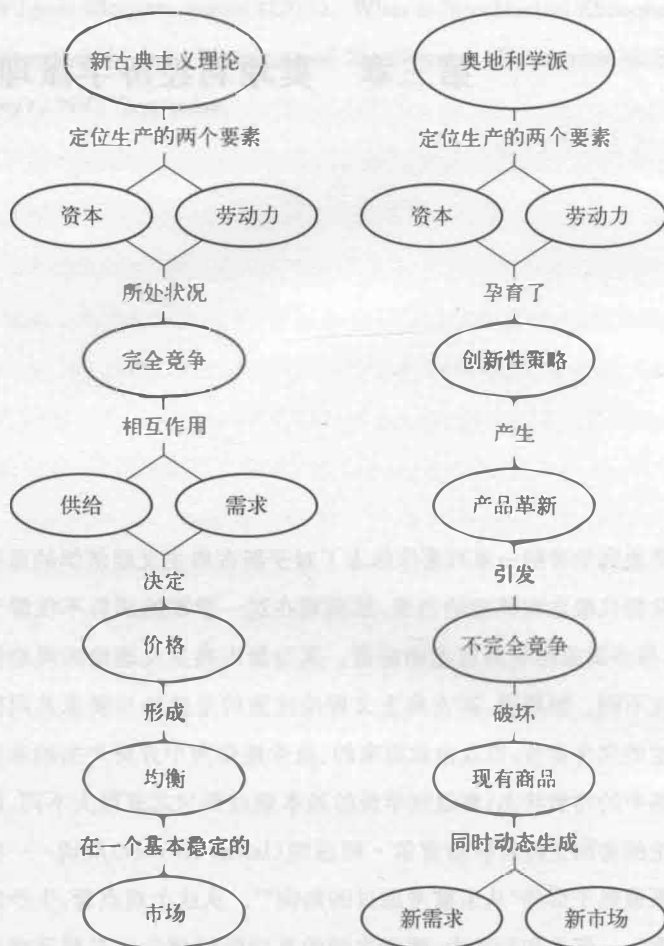 新古典主义理论
定位生产的两个要素
资本 劳动力
所处状况
完全竞争
相互作用
供给 需求
决定
价格
形成
均衡
在一个基本稳定的
市场
奥地利学派
定位生产的两个要素
资本 劳动力
孕育了
创新性策略
产生
产品革新
引发
不完全竞争
破坏
现有商品
同时动态生成
新需求 新市场